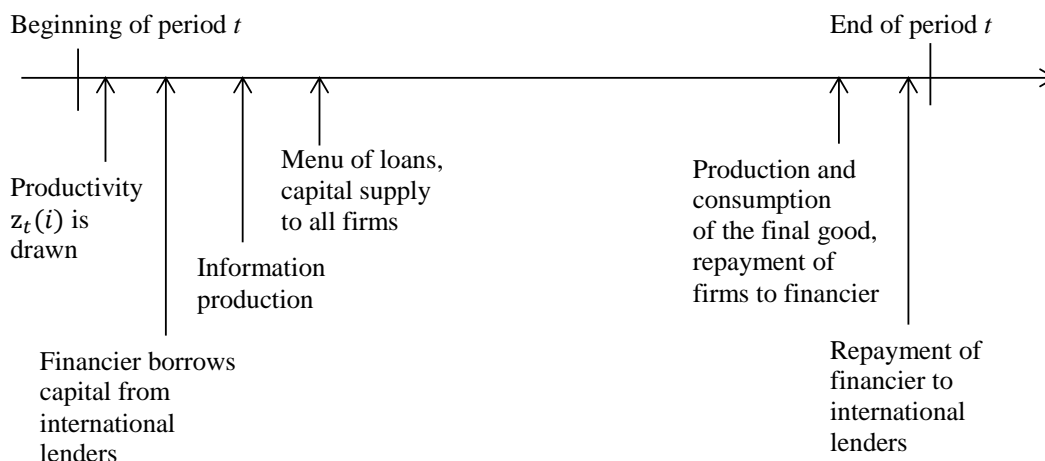 Beginning of period t
End of period t
Productivity
z_t(i) is
drawn
Financier borrows
capital from
international
lenders
Information
production
Menu of loans,
capital supply
to all firms
Production and
consumption
of the final good,
repayment of
firms to financier
Repayment of
financier to
international
lenders